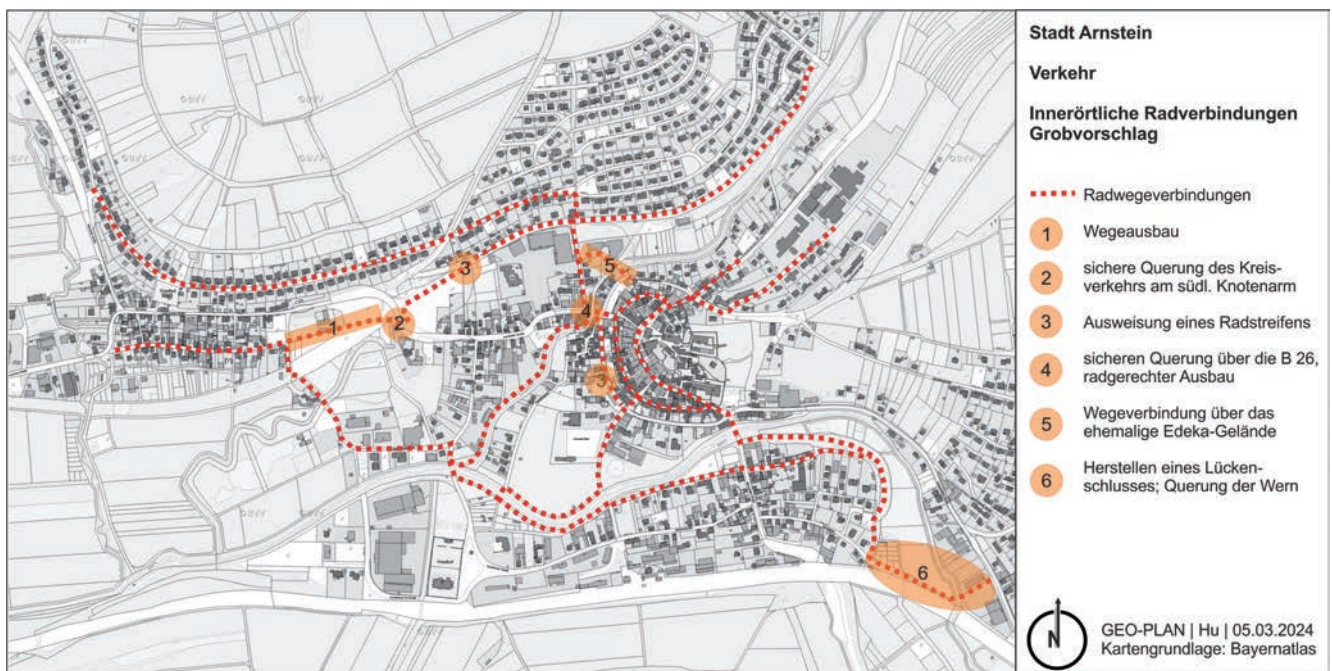 Stadt Arnstein
Verkehr
Innerörtliche Radverbindungen
Grobvorschlag
Radwegeverbindungen
1 Wegeausbau
2 sichere Querung des Kreis-
verkehrs am südl. Knotenarm
3 Ausweisung eines Radstreifens
4 sicheren Querung über die B 26,
radgerechter Ausbau
5 Wegeverbindung über das
ehemalige Edeka-Gelände
6 Herstellen eines Lücken-
schlusses; Querung der Wern
N
GEO-PLAN | Hu | 05.03.2024
Kartengrundlage: Bayernatlas
3
5
4
1
2
3
6